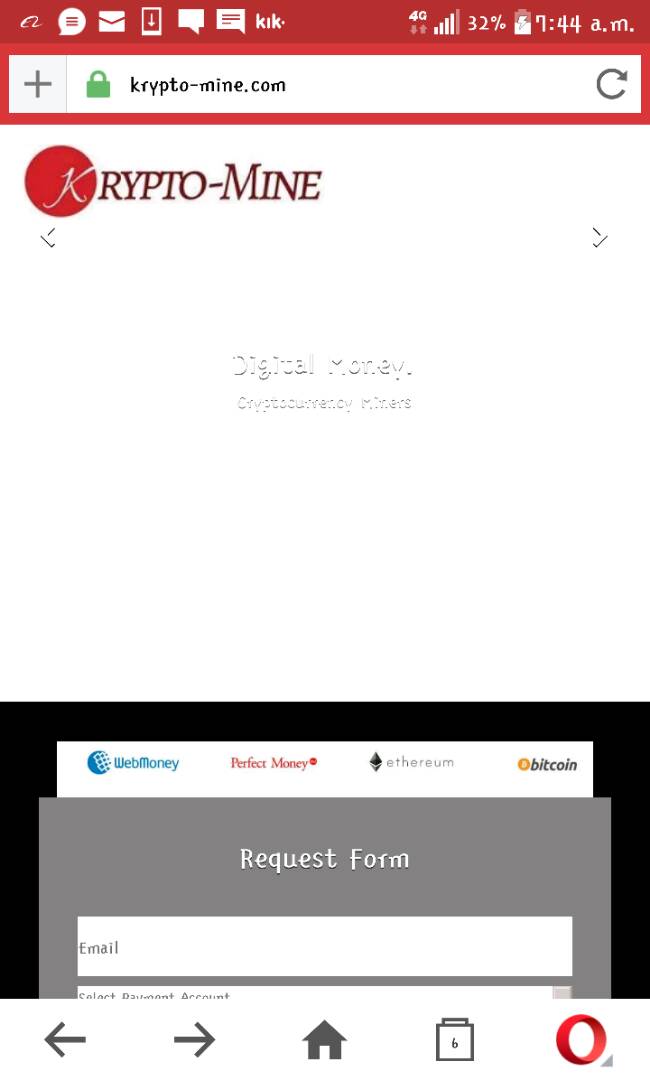 kik·
4G
32%
7:44 a.m.
krypto-mine.com
KRYPTO-MINE
Digital Money.
Cryptocurrency Miners
WebMoney
Perfect Money
ethereum
bitcoin
Request Form
Email
Select Payment Account
6